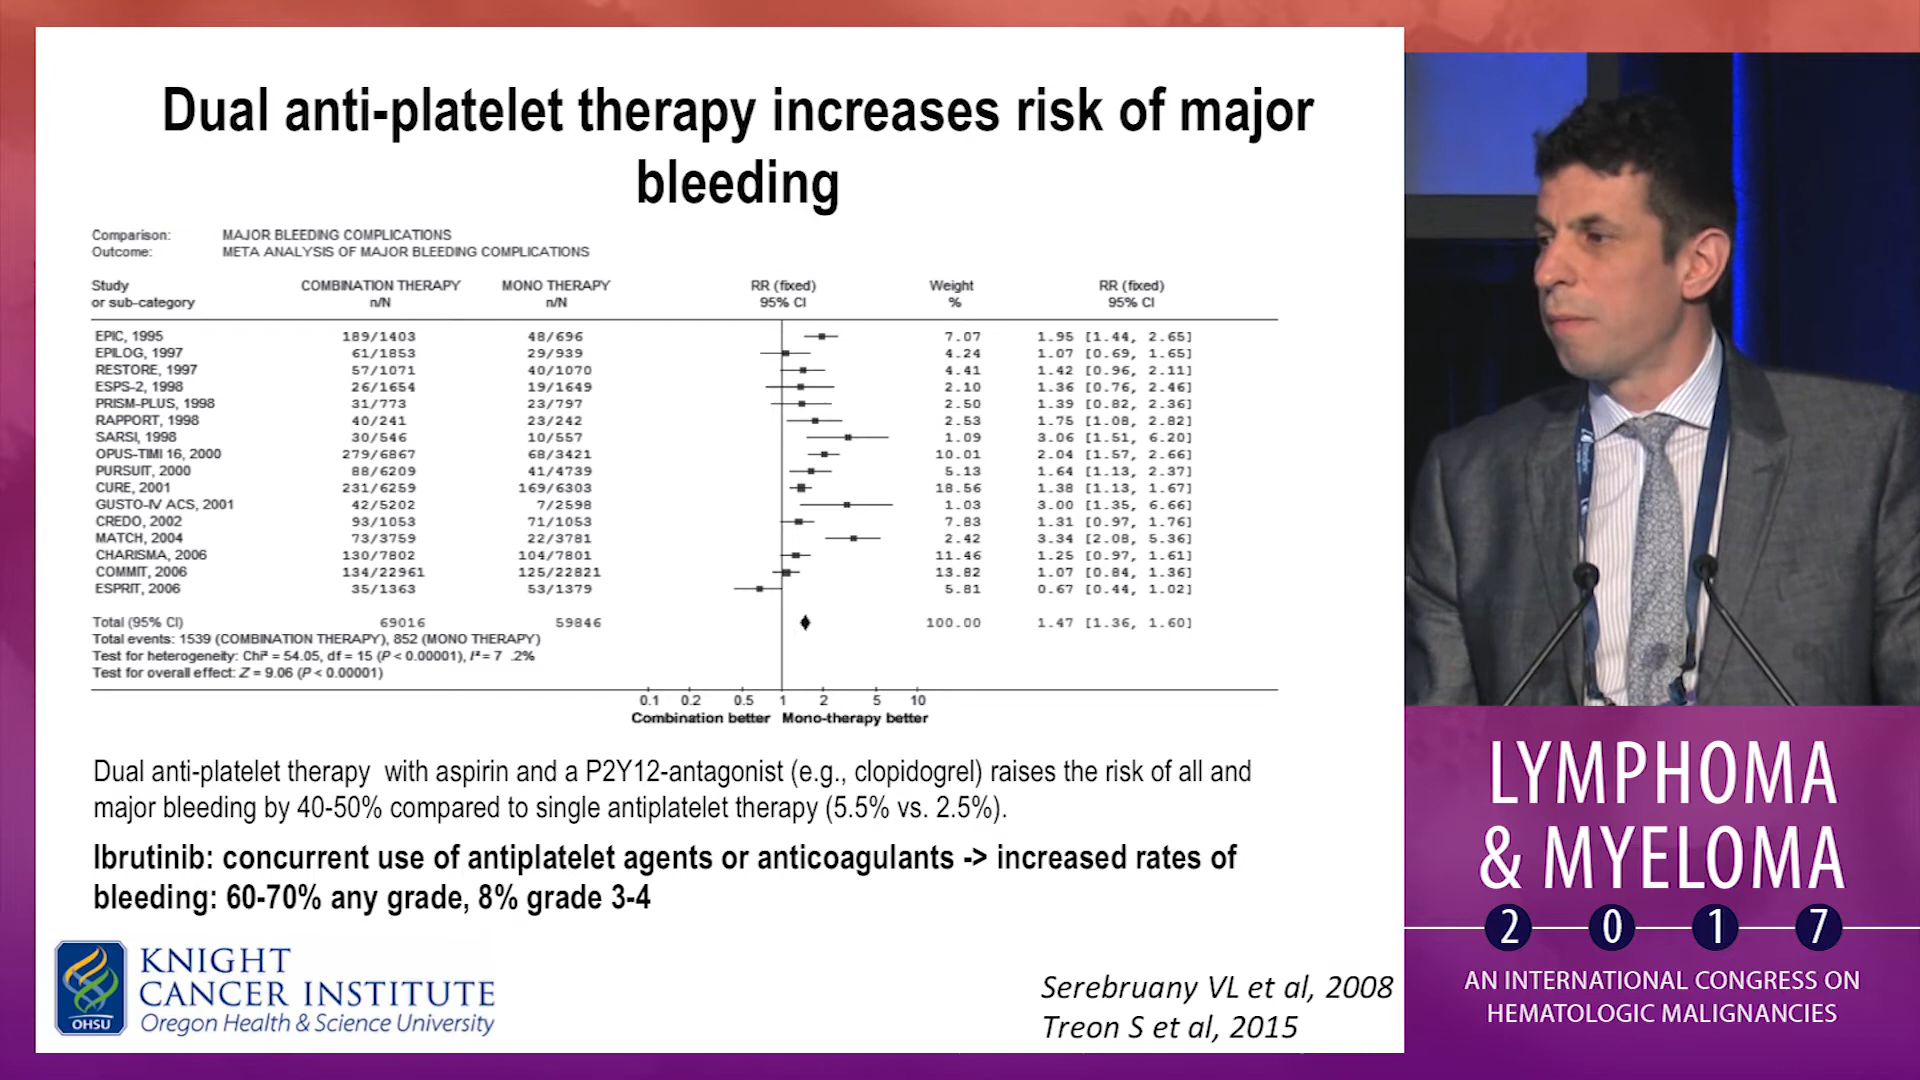 Dual anti-platelet therapy increases risk of major
bleeding
Comparison: MAJOR BLEEDING COMPLICATIONS
Outcome: META ANALYSIS OF MAJOR BLEEDING COMPLICATIONS
Study COMBINATION THERAPY MONO THERAPY RR (fixed) Weight RR (fixed)
or sub-category n/N n/N 95% CI % 95% CI
EPIC, 1995 189/1403 48/696 7.07 1.95 [1.44, 2.65]
EPILOG, 1997 61/1853 29/939 4.24 1.07 [0.69, 1.65]
RESTORE, 1997 57/1071 40/1070 4.41 1.42 [0.96, 2.11]
ESPS-2, 1998 26/1654 19/1649 2.10 1.36 [0.76, 2.46]
PRISM-PLUS, 1998 31/773 23/797 2.50 1.39 [0.82, 2.36]
RAPPORT, 1998 40/241 23/242 2.53 1.75 [1.08, 2.82]
SARSI, 1998 30/546 10/557 1.09 3.06 [1.51, 6.20]
OPUS-TIMI 16, 2000 279/6867 68/3421 10.01 2.04 [1.57, 2.66]
PURSUIT, 2000 88/6209 41/4739 5.13 1.64 [1.13, 2.37]
CURE, 2001 231/6259 169/6303 18.56 1.38 [1.13, 1.67]
GUSTO-IV ACS, 2001 42/5202 7/2598 1.03 3.00 [1.35, 6.66]
CREDO, 2002 93/1053 71/1053 7.83 1.31 [0.97, 1.76]
MATCH, 2004 73/3759 22/3781 2.42 3.34 [2.08, 5.36]
CHARISMA, 2006 130/7802 104/7801 11.46 1.25 [0.97, 1.61]
COMMIT, 2006 134/22961 125/22821 13.82 1.07 [0.84, 1.36]
ESPRIT, 2006 35/1363 53/1379 5.81 0.67 [0.44, 1.02]
Total (95% CI) 69016 59846 100.00 1.47 [1.36, 1.60]
Total events: 1539 (COMBINATION THERAPY), 852 (MONO THERAPY)
Test for heterogeneity: Chi² = 54.05, df = 15 (P < 0.00001), I² = 7 .2%
Test for overall effect: Z = 9.06 (P < 0.00001)
0.1 0.2 0.5 1 2 5 10
Combination better Mono-therapy better
Dual anti-platelet therapy with aspirin and a P2Y12-antagonist (e.g., clopidogrel) raises the risk of all and
major bleeding by 40-50% compared to single antiplatelet therapy (5.5% vs. 2.5%).
Ibrutinib: concurrent use of antiplatelet agents or anticoagulants -> increased rates of
bleeding: 60-70% any grade, 8% grade 3-4
OHSU
KNIGHT
CANCER INSTITUTE
Oregon Health & Science University
Serebruany VL et al, 2008
Treon S et al, 2015
LYMPHOMA
& MYELOMA
2 0 1 7
AN INTERNATIONAL CONGRESS ON
HEMATOLOGIC MALIGNANCIES